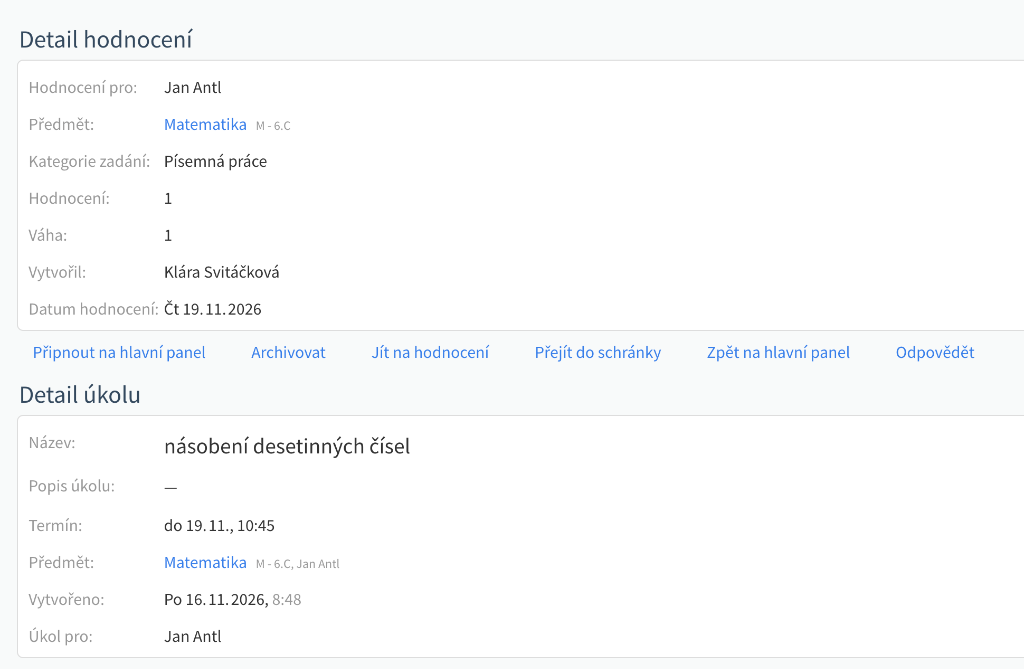 Detail hodnocení
Hodnocení pro: Jan Antl
Předmět: Matematika M - 6.C
Kategorie zadání: Písemná práce
Hodnocení: 1
Váha: 1
Vytvořil: Klára Svitáčková
Datum hodnocení: Čt 19.11.2026
Připnout na hlavní panel Archivovat Jít na hodnocení Přejít do schránky Zpět na hlavní panel Odpovědět
Detail úkolu
Název: násobení desetinných čísel
Popis úkolu: —
Termín: do 19.11., 10:45
Předmět: Matematika M - 6.C, Jan Antl
Vytvořeno: Po 16.11.2026, 8:48
Úkol pro: Jan Antl